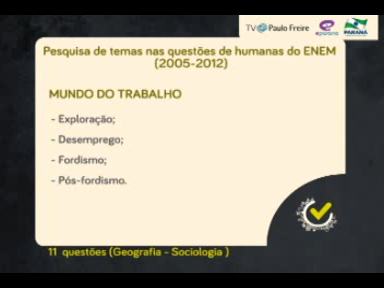 TV Paulo Freire
eparaná
PARANÁ
Pesquisa de temas nas questões de humanas do ENEM
(2005-2012)
MUNDO DO TRABALHO
- Exploração;
- Desemprego;
- Fordismo;
- Pós-fordismo.
11 questões (Geografia - Sociologia )